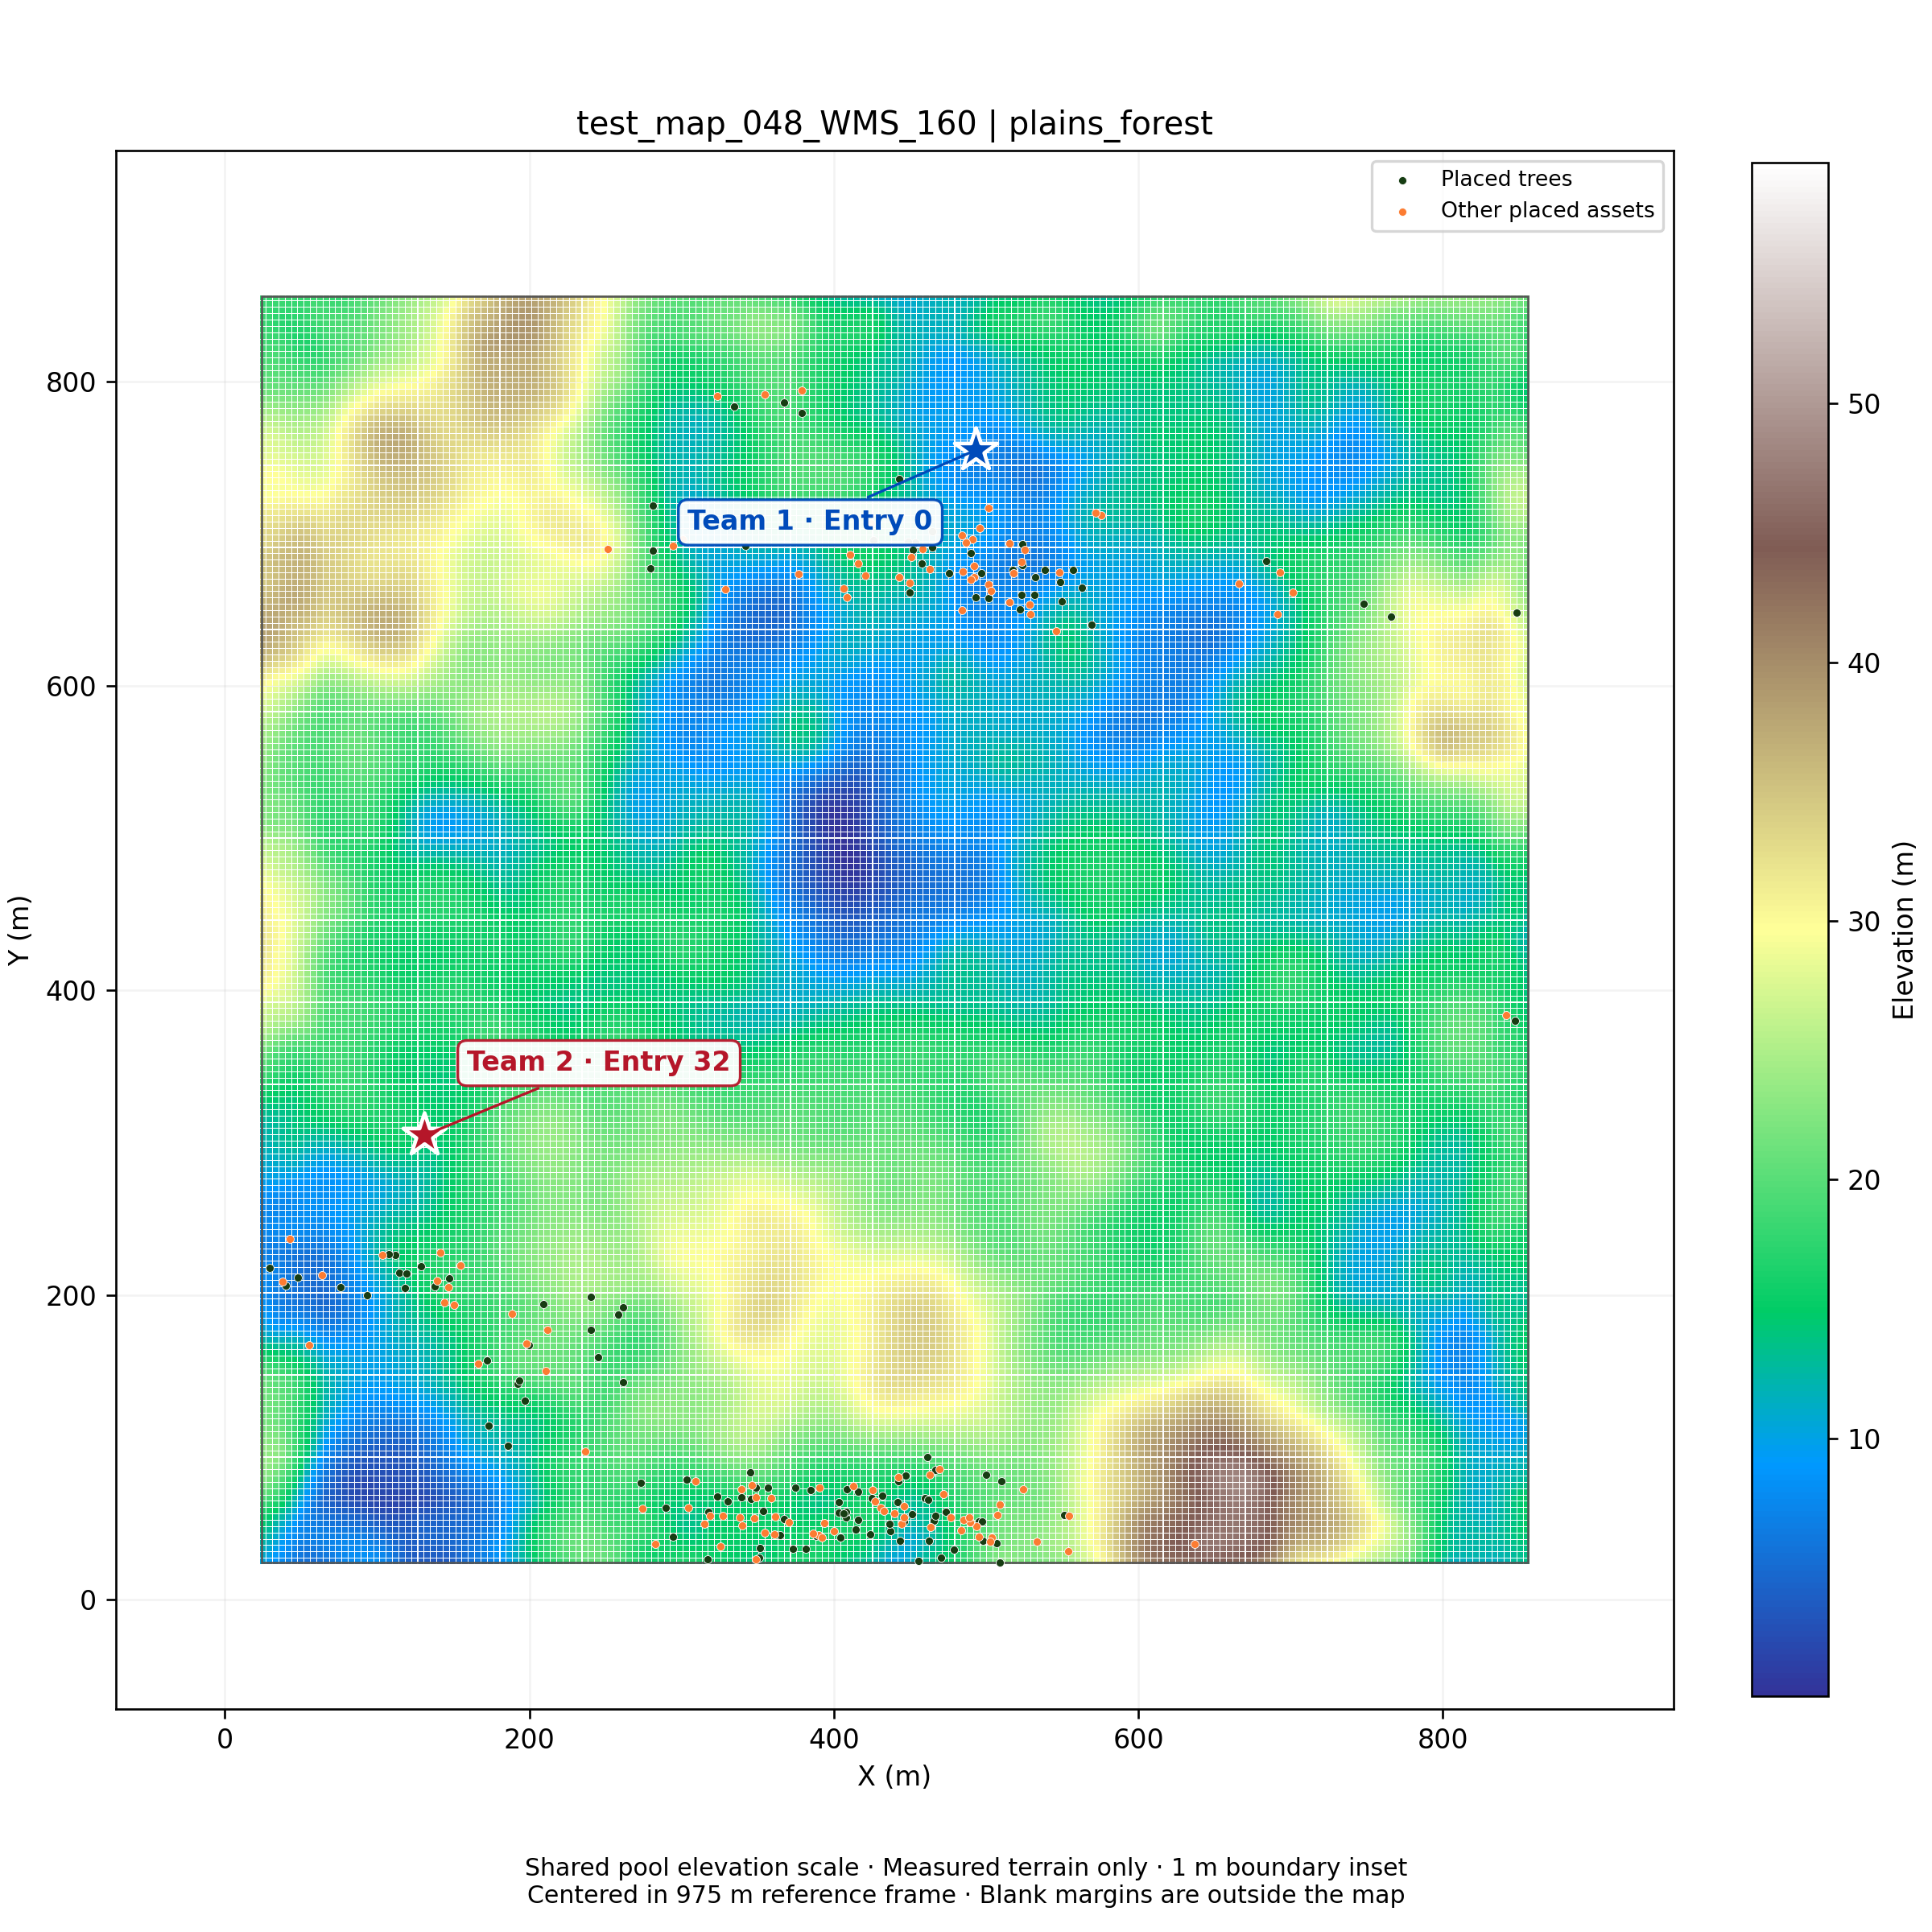 test_map_048_WMS_160 | plains_forest
Placed trees
Other placed assets
Team 1 · Entry 0
Team 2 · Entry 32
800
600
400
200
0
Y (m)
0
200
400
600
800
X (m)
50
40
30
20
10
Elevation (m)
Shared pool elevation scale · Measured terrain only · 1 m boundary inset
Centered in 975 m reference frame · Blank margins are outside the map